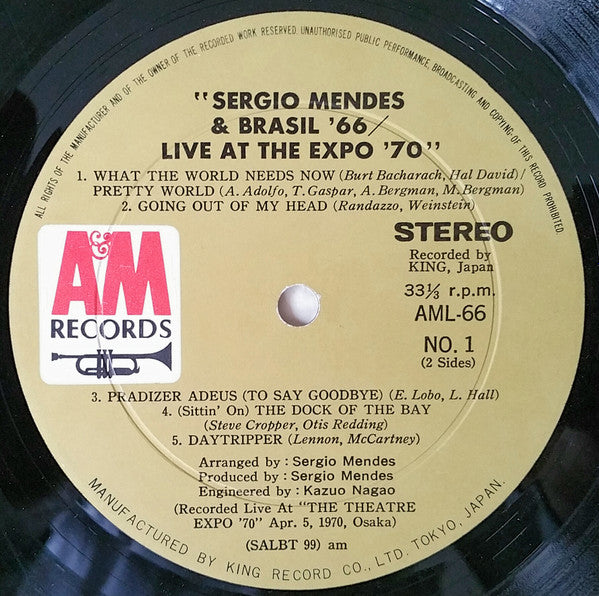 ALL RIGHTS OF THE MANUFACTURER AND OF THE OWNER OF THE RECORDED WORK RESERVED UNAUTHORISED PUBLIC PERFORMANCE, BROADCASTING AND COPYING OF THIS RECORD PROHIBITED.
"SERGIO MENDES
& BRASIL '66/
LIVE AT THE EXPO '70"
1. WHAT THE WORLD NEEDS NOW (Burt Bacharach, Hal David)/
PRETTY WORLD (A. Adolfo, T. Gaspar, A. Bergman, M. Bergman)
2. GOING OUT OF MY HEAD (Randazzo, Weinstein)
A&M
RECORDS
STEREO
Recorded by
KING, Japan
33⅓ r.p.m.
AML-66
NO. 1
(2 Sides)
3. PRADIZER ADEUS (TO SAY GOODBYE) (E. Lobo, L. Hall)
4. (Sittin' On) THE DOCK OF THE BAY
(Steve Cropper, Otis Redding)
5. DAYTRIPPER (Lennon, McCartney)
Arranged by : Sergio Mendes
Produced by : Sergio Mendes
Engineered by : Kazuo Nagao
(Recorded Live At "THE THEATRE
EXPO '70" Apr. 5, 1970, Osaka)
(SALBT 99) am
MANUFACTURED BY KING RECORD CO., LTD. TOKYO, JAPAN.